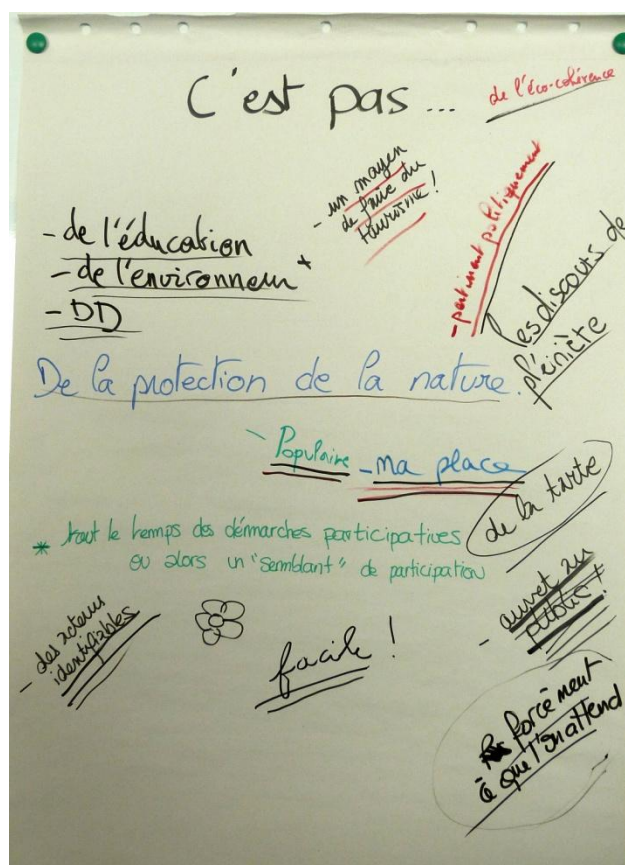 C'est pas ...
de l'éco-cohérence
- un moyen
de faire du
tourisme !
- pertinent politiquement
les discours de
pléinière
- de l'éducation
- de l'environneur *
- DD
De la protection de la nature.
- Populaire
- ma place
de la tarte
* tout le temps des démarches participatives
ou alors un "semblant" de participation
- des acteurs
identifiables
facile !
- ouvert au
public !
forcément
ce que l'on attend